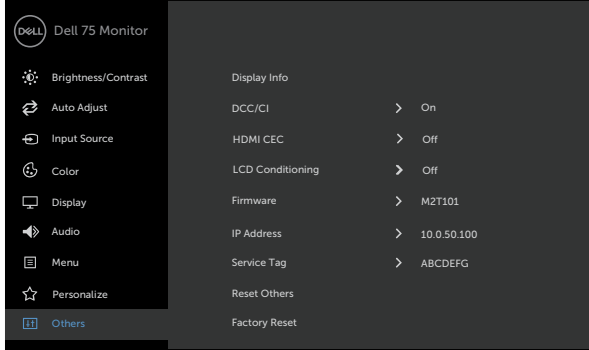 DELL Dell 75 Monitor
Brightness/Contrast
Auto Adjust
Input Source
Color
Display
Audio
Menu
Personalize
Others
Display Info
DCC/CI On
HDMI CEC Off
LCD Conditioning Off
Firmware M2T101
IP Address 10.0.50.100
Service Tag ABCDEFG
Reset Others
Factory Reset